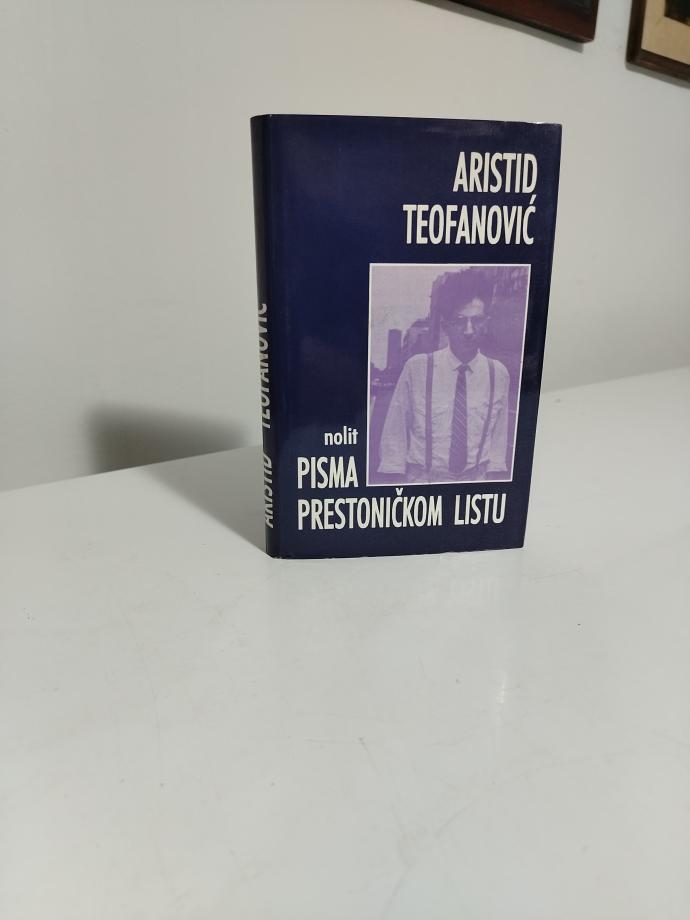 ARISTID
TEOFANOVIĆ
nolit
PISMA
PRESTONIČKOM LISTU
ARISTID TEOFANOVIĆ